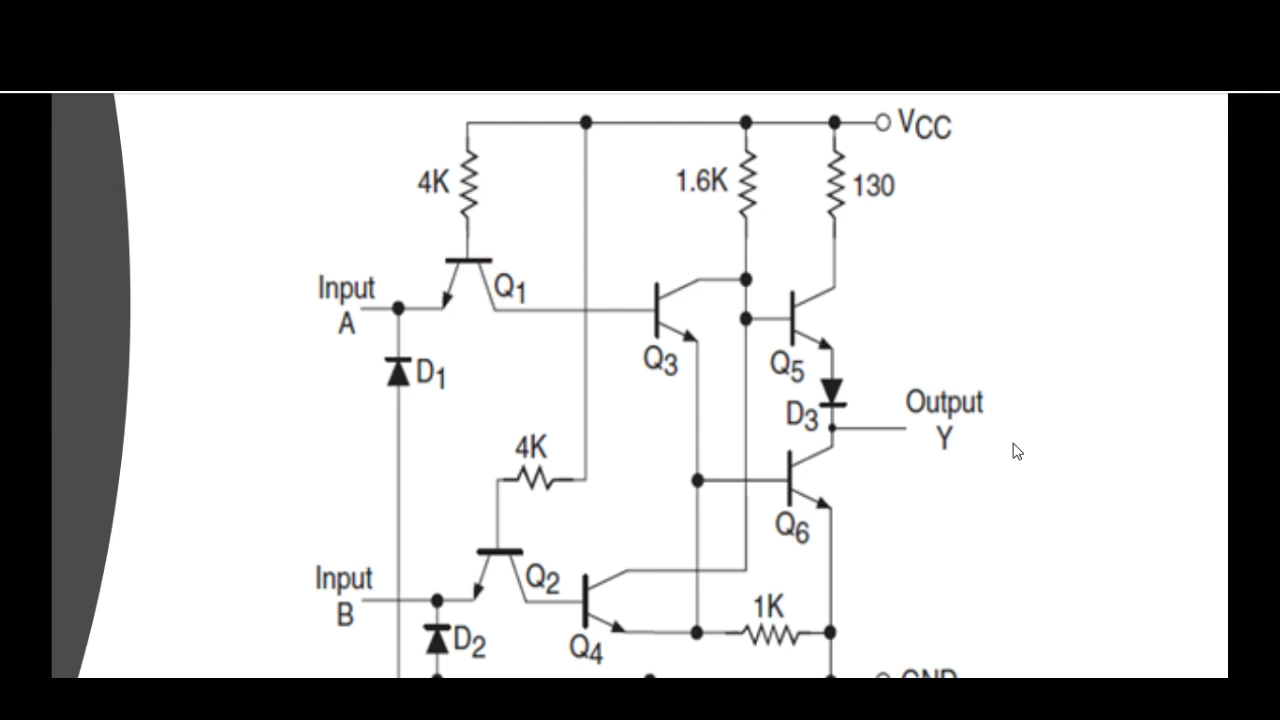 VCC
4K
1.6K
130
Input
A
Q1
Q3
Q5
D1
D3
Output
Y
4K
Q6
Input
B
Q2
1K
D2
Q4
GND